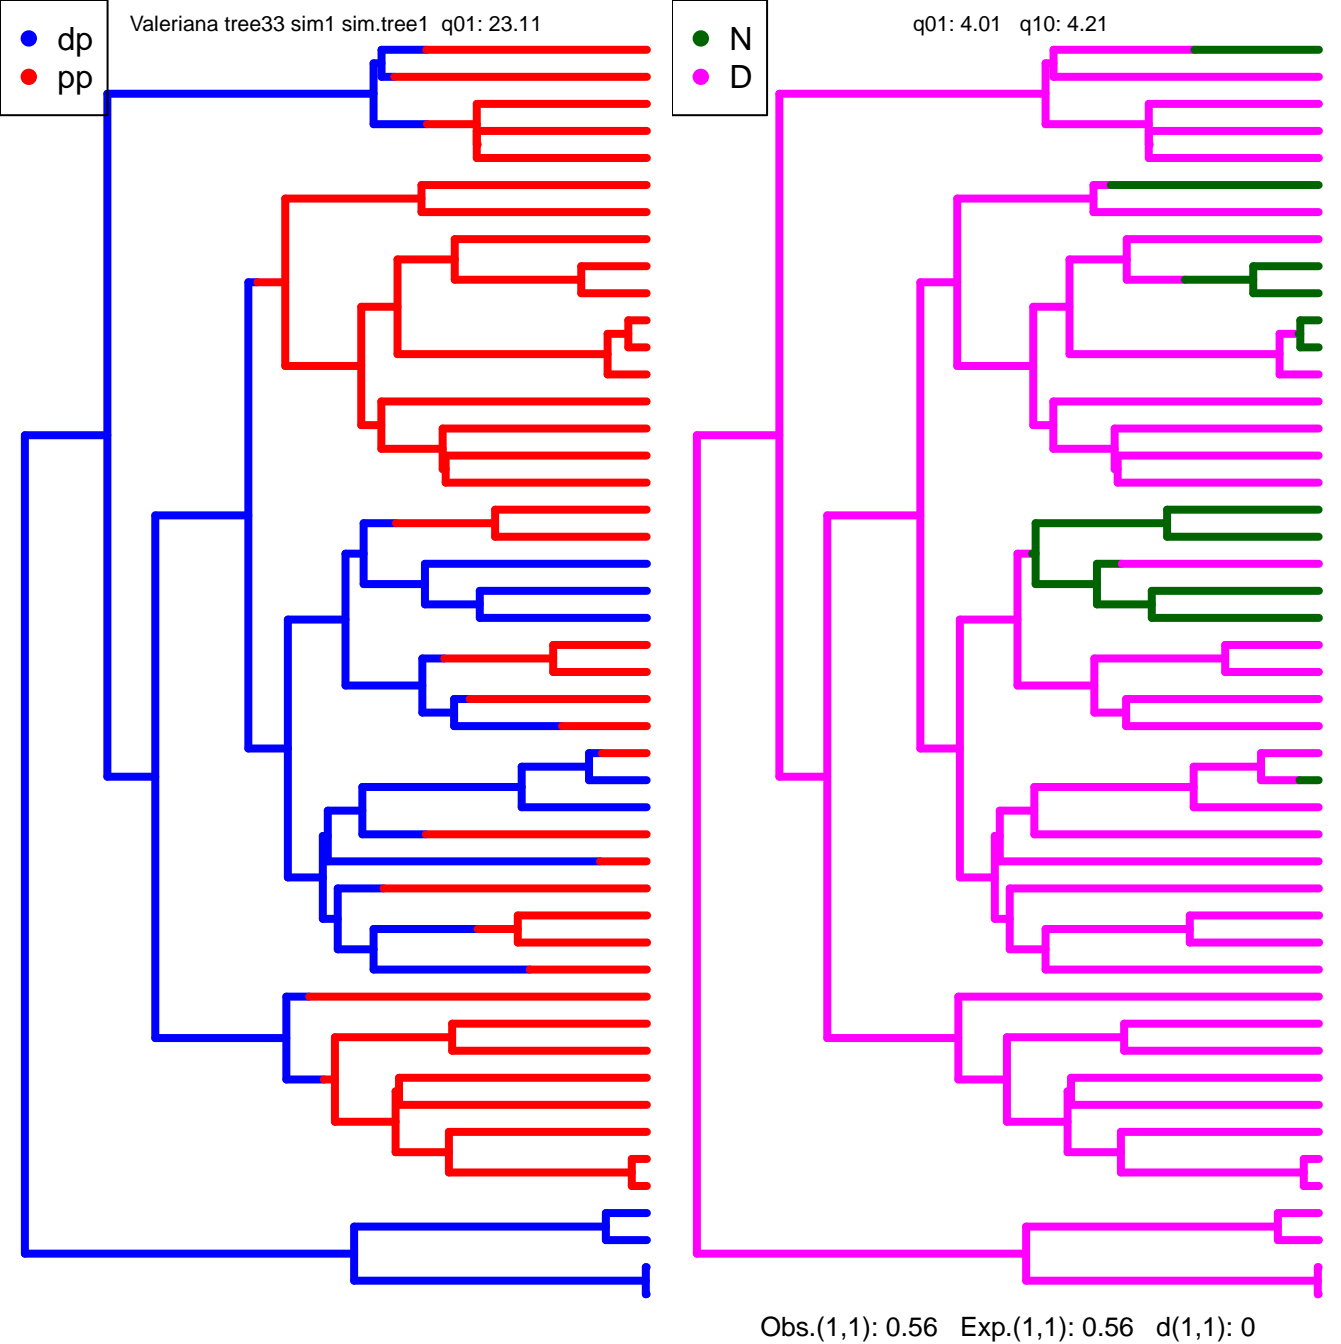 Valeriana tree33 sim1 sim.tree1 q01: 23.11
dp
pp
q01: 4.01 q10: 4.21
N
D
Obs.(1,1): 0.56 Exp.(1,1): 0.56 d(1,1): 0